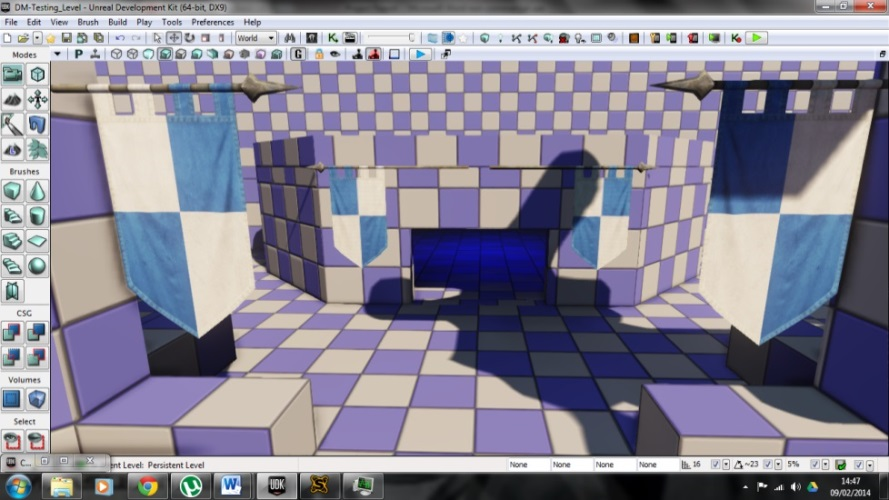 DM-Testing_Level - Unreal Development Kit (64-bit, DX9)
File Edit View Brush Build Play Tools Preferences Help
World
Modes P G
Brushes
CSG
Volumes
Select
C...
ent Level: Persistent Level
None None None None 16 ~23 5%
W UDK
14:47
09/02/2014